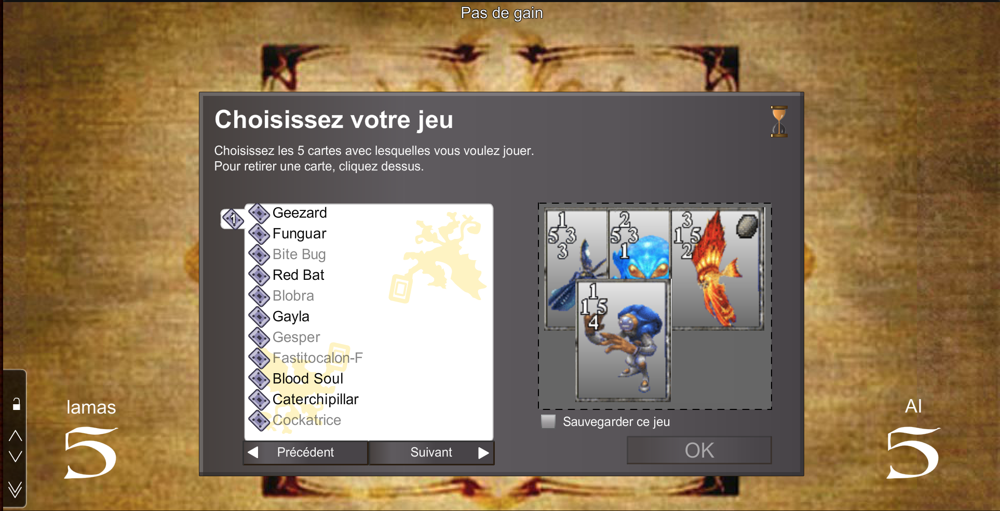 Pas de gain
Choisissez votre jeu
Choisissez les 5 cartes avec lesquelles vous voulez jouer.
Pour retirer une carte, cliquez dessus.
1
Geezard
Funguar
Bite Bug
Red Bat
Blobra
Gayla
Gesper
Fastitocalon-F
Blood Soul
Caterchipillar
Cockatrice
Précédent
Suivant
1
5 3
3
2
5 3
1
3
1 5
2
1
1 5
4
Sauvegarder ce jeu
OK
lamas
5
AI
5